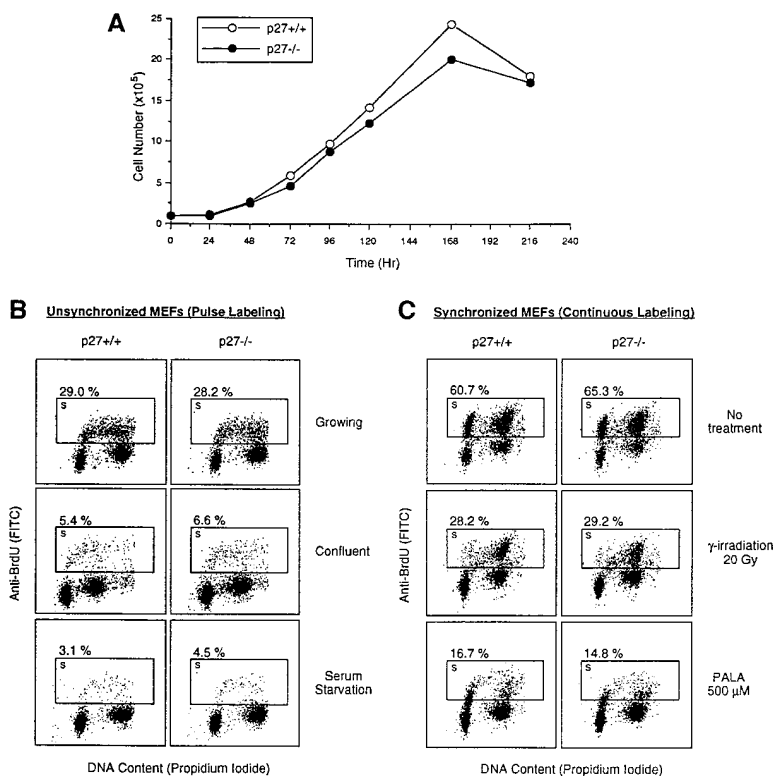 A
p27+/+
p27-/-
Cell Number (x10⁵)
25
20
15
10
5
0
0 24 48 72 96 120 144 168 192 216 240
Time (Hr)
B Unsynchronized MEFs (Pulse Labeling)
p27+/+ p27-/-
29.0 % 28.2 %
S S
Growing
5.4 % 6.6 %
S S
Confluent
3.1 % 4.5 %
S S
Serum
Starvation
Anti-BrdU (FITC)
DNA Content (Propidium Iodide)
C Synchronized MEFs (Continuous Labeling)
p27+/+ p27-/-
60.7 % 65.3 %
S S
No
treatment
28.2 % 29.2 %
S S
γ-irradiation
20 Gy
16.7 % 14.8 %
S S
PALA
500 μM
Anti-BrdU (FITC)
DNA Content (Propidium Iodide)